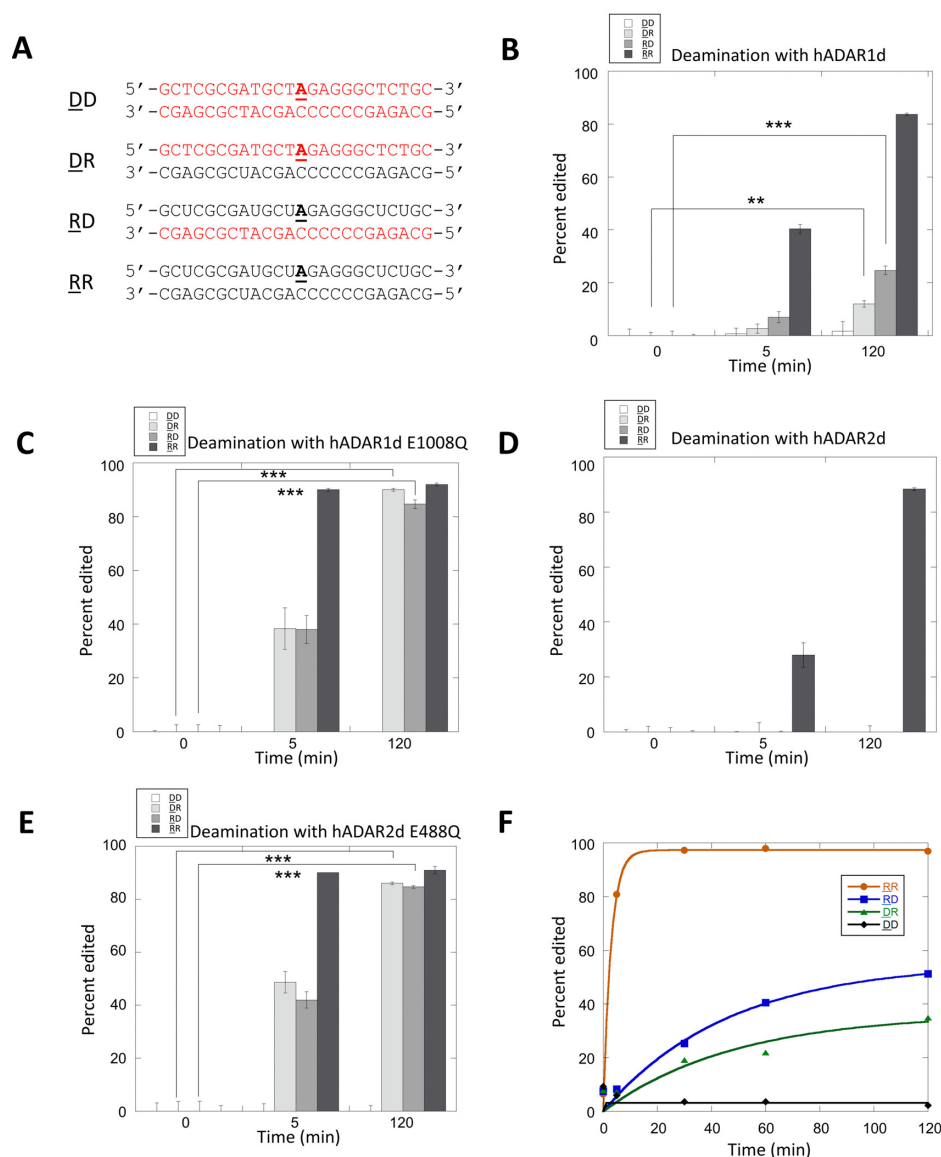 A
DD
5′-GCTCGCGATGCTAGAGGGCTCTGC-3′
3′-CGAGCGCTACGACCCCCCGAGACG-5′
DR
5′-GCTCGCGATGCTAGAGGGCTCTGC-3′
3′-CGAGCGCUACGACCCCCCGAGACG-5′
RD
5′-GCUCGCGAUGCUAGAGGGCUCUGC-3′
3′-CGAGCGCTACGACCCCCCGAGACG-5′
RR
5′-GCUCGCGAUGCUAGAGGGCUCUGC-3′
3′-CGAGCGCUACGACCCCCCGAGACG-5′
B
DD
DR
RD
RR
Deamination with hADAR1d
Percent edited
100
80
60
40
20
0
***
**
0 5 120
Time (min)
C
DD
DR
RD
RR
Deamination with hADAR1d E1008Q
Percent edited
100
80
60
40
20
0
***
***
0 5 120
Time (min)
D
DD
DR
RD
RR
Deamination with hADAR2d
Percent edited
100
80
60
40
20
0
0 5 120
Time (min)
E
DD
DR
RD
RR
Deamination with hADAR2d E488Q
Percent edited
100
80
60
40
20
0
***
***
0 5 120
Time (min)
F
Percent edited
100
80
60
40
20
0
RR
RD
DR
DD
0 20 40 60 80 100 120
Time (min)